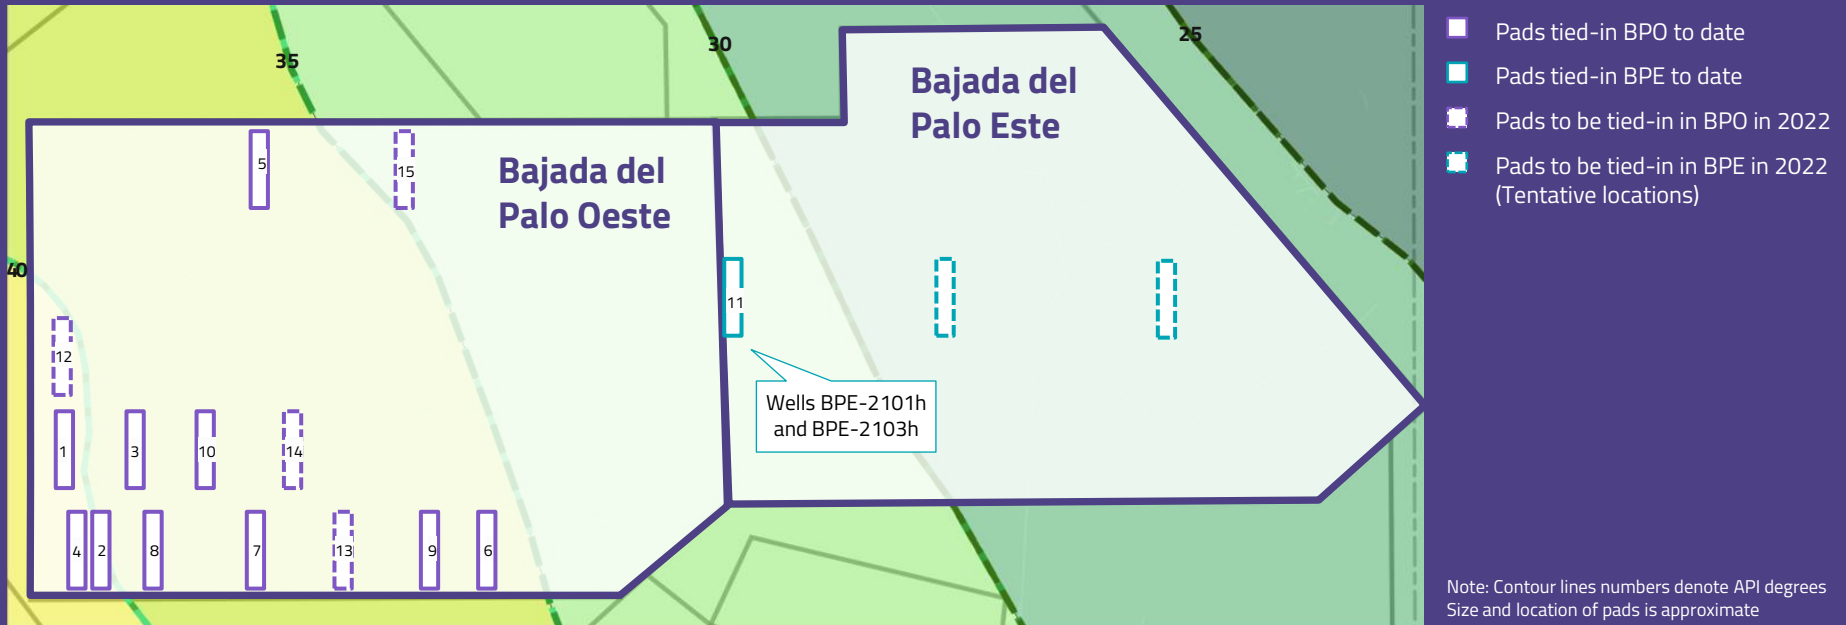 35
30
25
40
Bajada del
Palo Oeste
Bajada del
Palo Este
5
15
11
12
1
3
10
14
4
2
8
7
13
9
6
Wells BPE-2101h
and BPE-2103h
Pads tied-in BPO to date
Pads tied-in BPE to date
Pads to be tied-in in BPO in 2022
Pads to be tied-in in BPE in 2022
(Tentative locations)
Note: Contour lines numbers denote API degrees
Size and location of pads is approximate